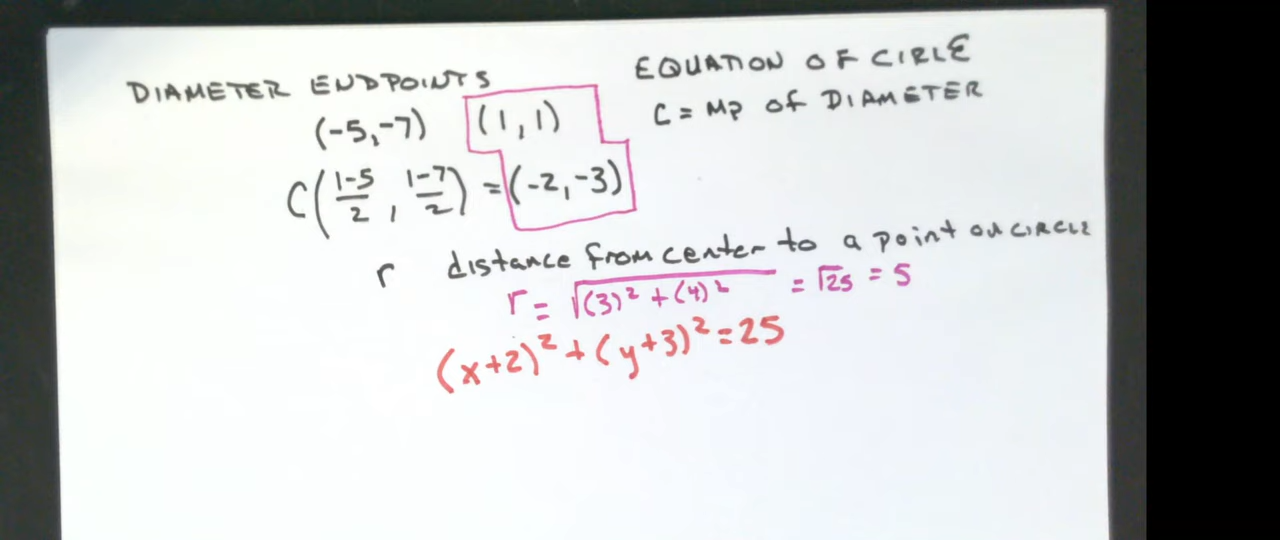 DIAMETER ENDPOINTS
(-5,-7) (1,1)
C(1-5/2, 1-7/2) = (-2,-3)
EQUATION OF CIRLE
C = MP of DIAMETER
r distance from center to a point on CIRCLE
r = √(3)² + (4)² = √25 = 5
(x+2)² + (y+3)² = 25